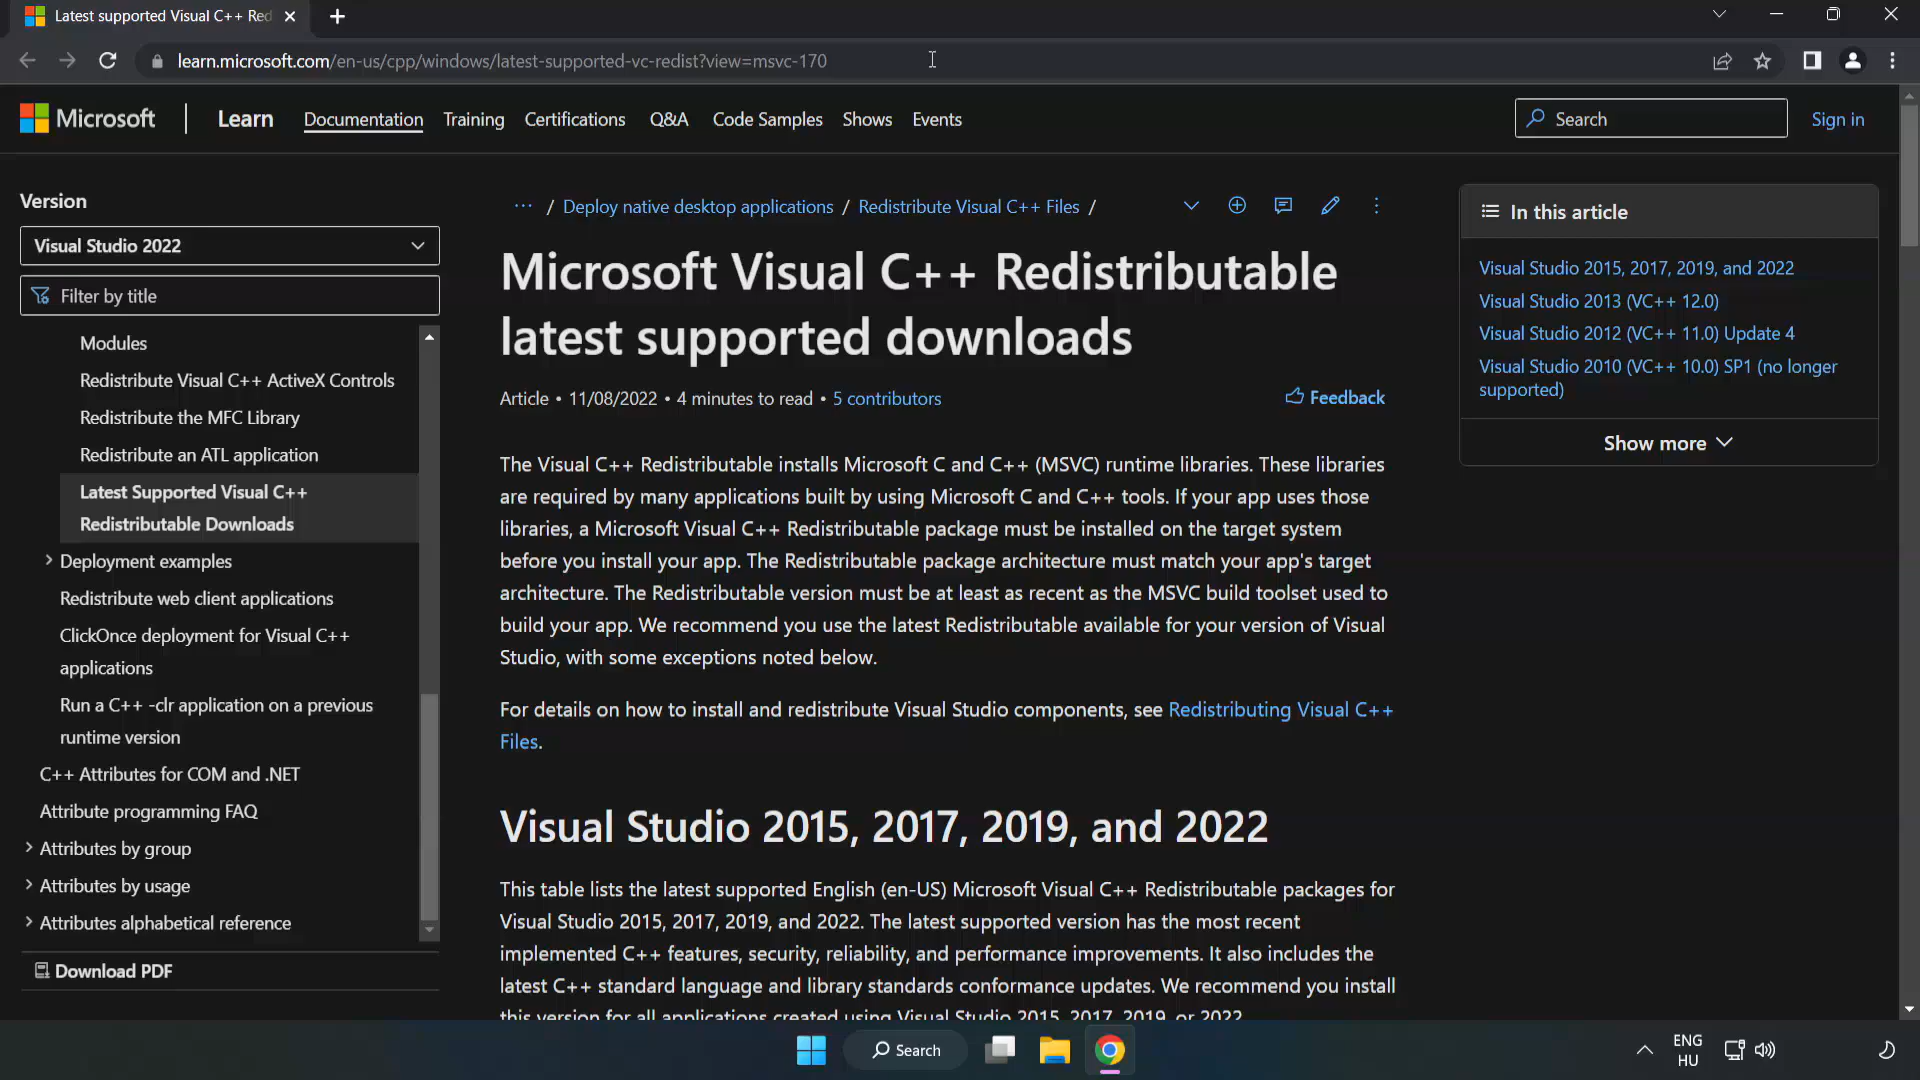 Latest supported Visual C++ Red
learn.microsoft.com/en-us/cpp/windows/latest-supported-vc-redist?view=msvc-170
Microsoft
Learn
Documentation
Training
Certifications
Q&A
Code Samples
Shows
Events
Search
Sign in
Version
Visual Studio 2022
Filter by title
Modules
Redistribute Visual C++ ActiveX Controls
Redistribute the MFC Library
Redistribute an ATL application
Latest Supported Visual C++
Redistributable Downloads
Deployment examples
Redistribute web client applications
ClickOnce deployment for Visual C++
applications
Run a C++ -clr application on a previous
runtime version
C++ Attributes for COM and .NET
Attribute programming FAQ
Attributes by group
Attributes by usage
Attributes alphabetical reference
Download PDF
... / Deploy native desktop applications / Redistribute Visual C++ Files /
Microsoft Visual C++ Redistributable
latest supported downloads
Article • 11/08/2022 • 4 minutes to read • 5 contributors
Feedback
The Visual C++ Redistributable installs Microsoft C and C++ (MSVC) runtime libraries. These libraries
are required by many applications built by using Microsoft C and C++ tools. If your app uses those
libraries, a Microsoft Visual C++ Redistributable package must be installed on the target system
before you install your app. The Redistributable package architecture must match your app's target
architecture. The Redistributable version must be at least as recent as the MSVC build toolset used to
build your app. We recommend you use the latest Redistributable available for your version of Visual
Studio, with some exceptions noted below.
For details on how to install and redistribute Visual Studio components, see Redistributing Visual C++
Files.
Visual Studio 2015, 2017, 2019, and 2022
This table lists the latest supported English (en-US) Microsoft Visual C++ Redistributable packages for
Visual Studio 2015, 2017, 2019, and 2022. The latest supported version has the most recent
implemented C++ features, security, reliability, and performance improvements. It also includes the
latest C++ standard language and library standards conformance updates. We recommend you install
this version for all applications created using Visual Studio 2015, 2017, 2019, or 2022.
In this article
Visual Studio 2015, 2017, 2019, and 2022
Visual Studio 2013 (VC++ 12.0)
Visual Studio 2012 (VC++ 11.0) Update 4
Visual Studio 2010 (VC++ 10.0) SP1 (no longer
supported)
Show more
Search
ENG
HU